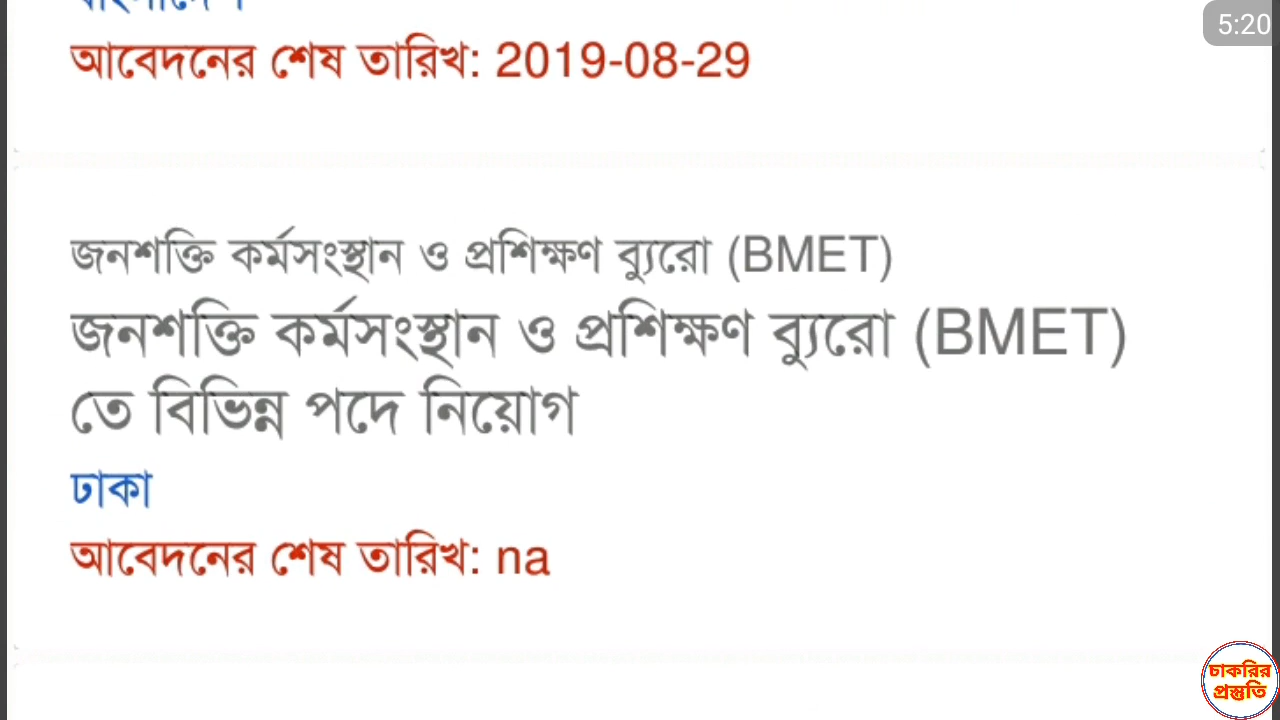 বাংলাদেশ
5:20
আবেদনের শেষ তারিখ: 2019-08-29
জনশক্তি কর্মসংস্থান ও প্রশিক্ষণ ব্যুরো (BMET)
জনশক্তি কর্মসংস্থান ও প্রশিক্ষণ ব্যুরো (BMET)
তে বিভিন্ন পদে নিয়োগ
ঢাকা
আবেদনের শেষ তারিখ: na
চাকরির
প্রস্তুতি